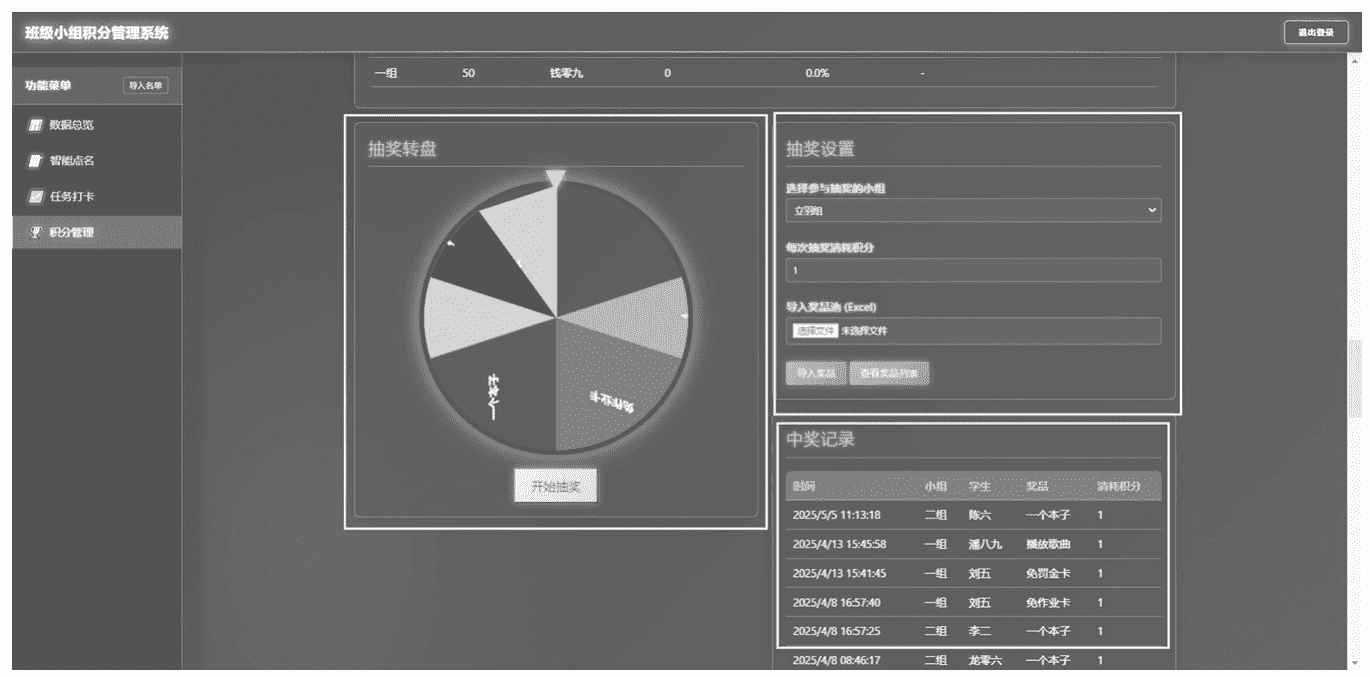 班级小组积分管理系统
退出登录
功能菜单
导入名单
数据总览
智能点名
任务打卡
积分管理
一组 50 钱零九 0 0.0% -
抽奖转盘
免作业卡
开始抽奖
抽奖设置
选择参与抽奖的小组
立羽组
每次抽奖消耗积分
1
导入奖品池 (Excel)
选择文件 未选择文件
导入奖品 查看奖品列表
中奖记录
时间 小组 学生 奖品 消耗积分
2025/5/5 11:13:18 二组 陈六 一个本子 1
2025/4/13 15:45:58 一组 潘八九 播放歌曲 1
2025/4/13 15:41:45 一组 刘五 免罚金卡 1
2025/4/8 16:57:40 一组 刘五 免作业卡 1
2025/4/8 16:57:25 二组 李二 一个本子 1
2025/4/8 08:46:17 二组 龙零六 一个本子 1